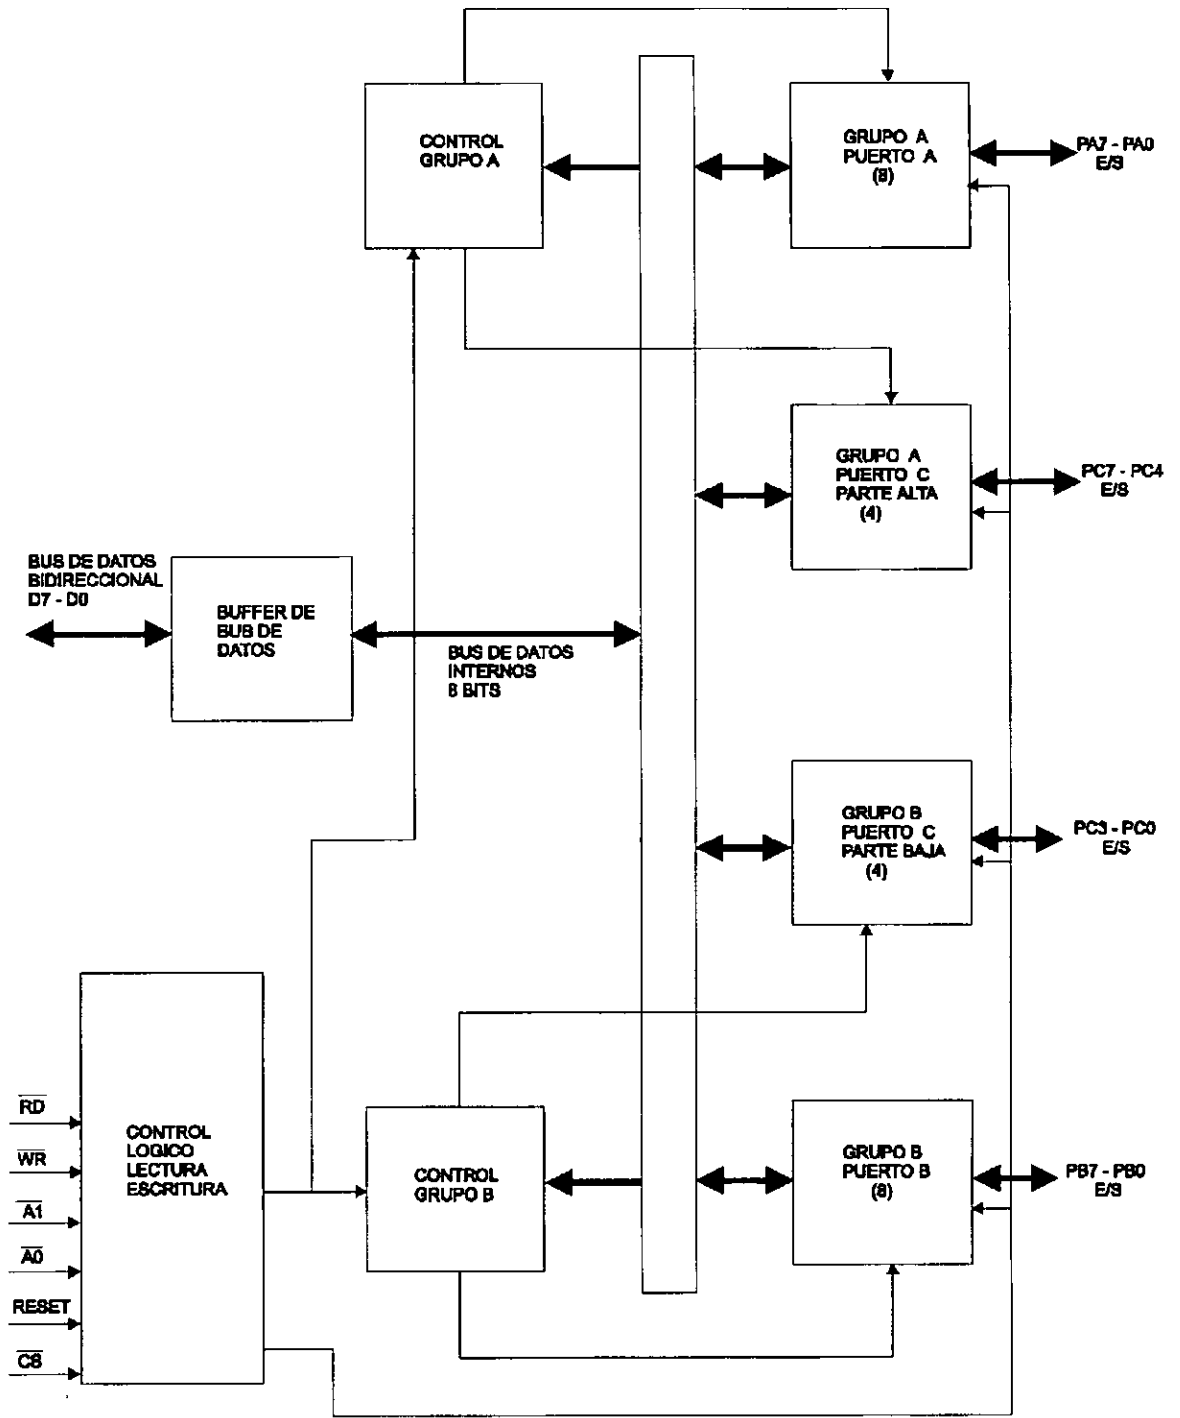 CONTROL
GRUPO A
GRUPO A
PUERTO A
(8)
PA7 - PA0
E/S
GRUPO A
PUERTO C
PARTE ALTA
(4)
PC7 - PC4
E/S
BUS DE DATOS
BIDIRECCIONAL
D7 - D0
BUFFER DE
BUS DE
DATOS
BUS DE DATOS
INTERNOS
8 BITS
GRUPO B
PUERTO C
PARTE BAJA
(4)
PC3 - PC0
E/S
RD
WR
A1
A0
RESET
CS
CONTROL
LOGICO
LECTURA
ESCRITURA
CONTROL
GRUPO B
GRUPO B
PUERTO B
(8)
PB7 - PB0
E/S